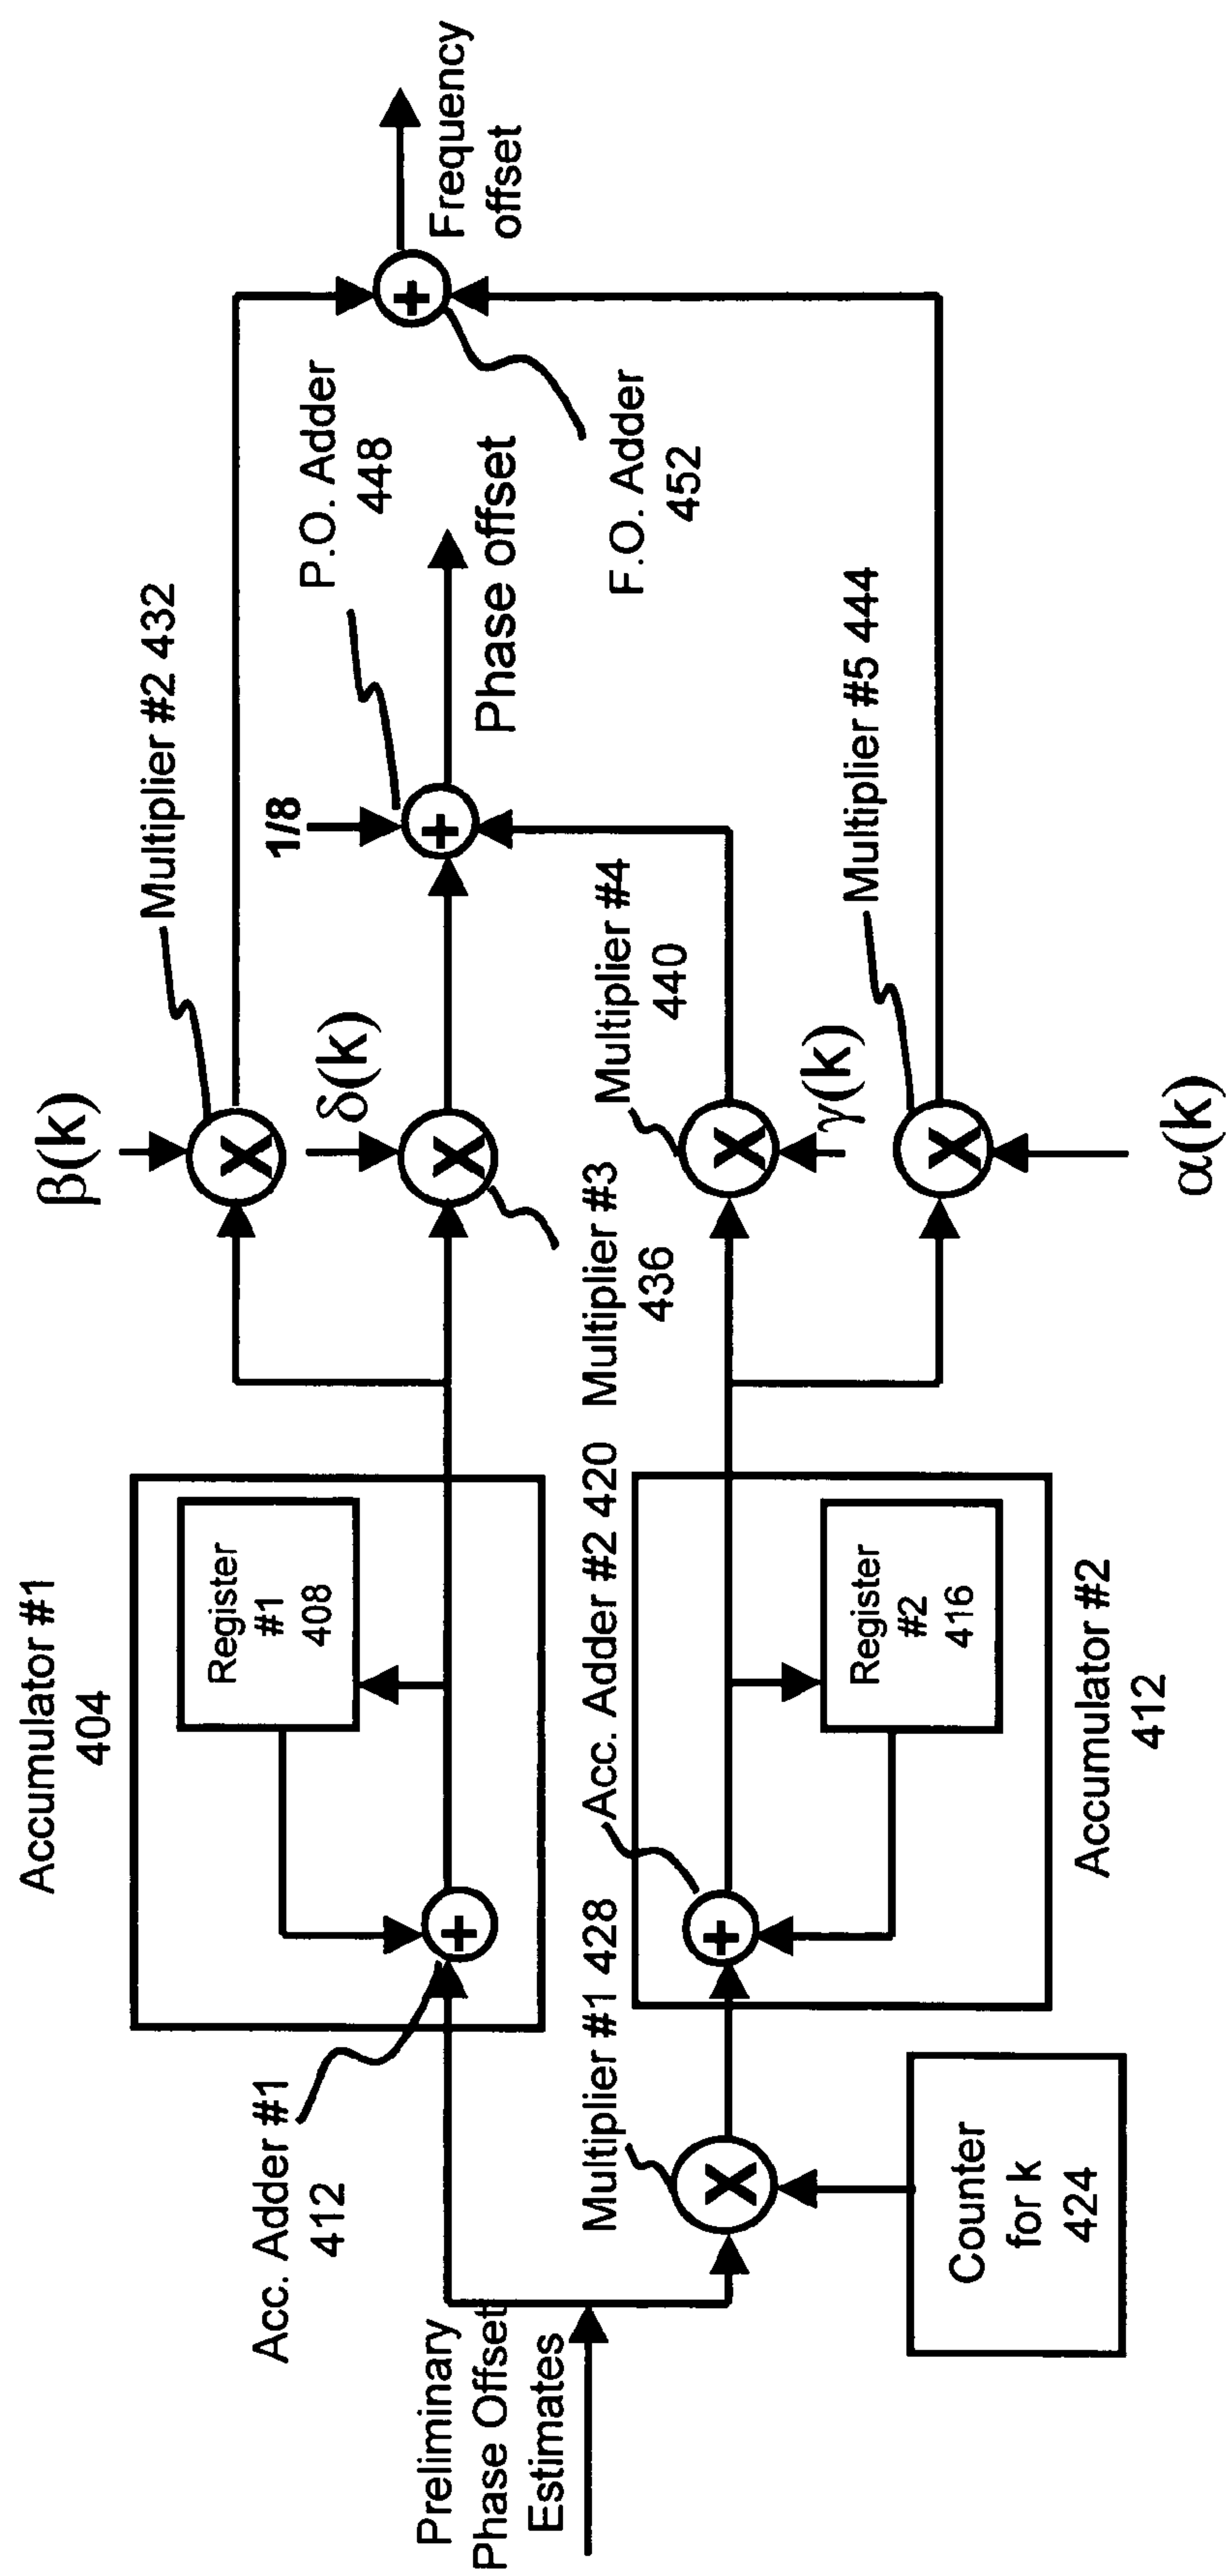 Preliminary
Phase Offset
Estimates
Acc. Adder #1
412
Accumulator #1
404
Register
#1
408
Counter
for k
424
Multiplier #1 428
Acc. Adder #2 420
Register
#2
416
Accumulator #2
412
β(k)
Multiplier #2 432
δ(k)
Multiplier #3
436
Multiplier #4
440
γ(k)
Multiplier #5 444
α(k)
1/8
P.O. Adder
448
Phase offset
F.O. Adder
452
Frequency
offset
X
X
X
X
X
+
+
+
+